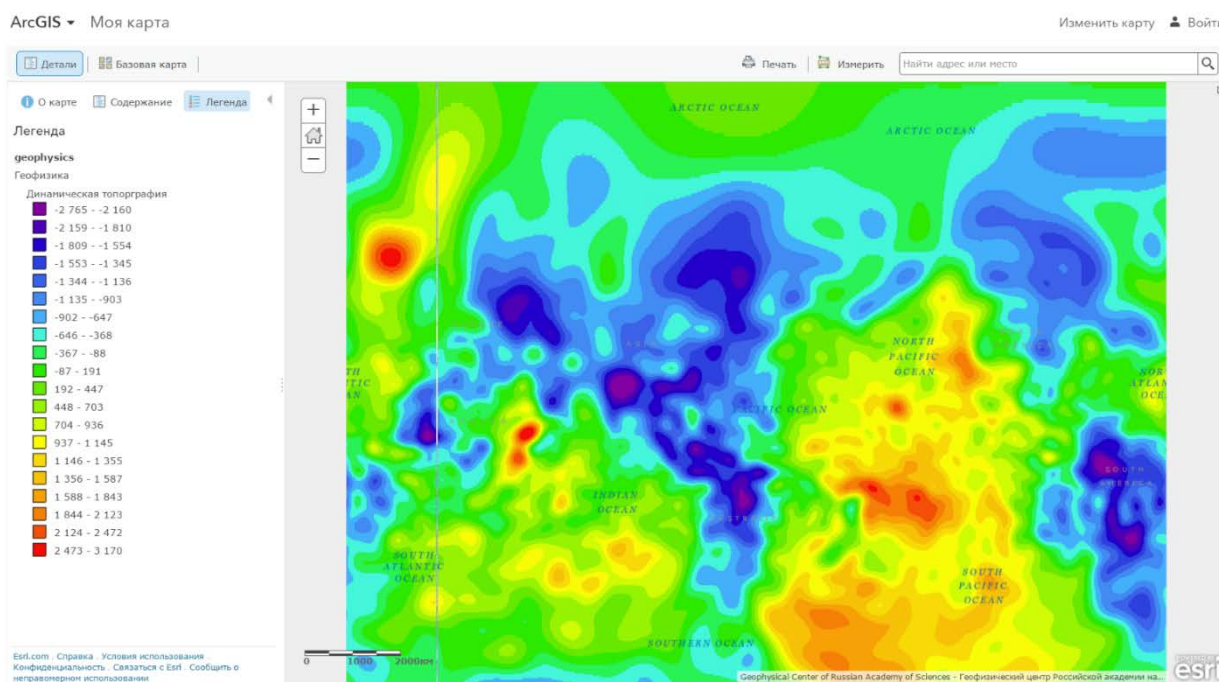 ArcGIS ▾ Моя карта
Изменить карту Войти
Детали Базовая карта
Печать Измерить Найти адрес или место
О карте Содержание Легенда
Легенда
geophysics
Геофизика
Динамическая топорграфия
-2 765 - -2 160
-2 159 - -1 810
-1 809 - -1 554
-1 553 - -1 345
-1 344 - -1 136
-1 135 - -903
-902 - -647
-646 - -368
-367 - -88
-87 - 191
192 - 447
448 - 703
704 - 936
937 - 1 145
1 146 - 1 355
1 356 - 1 587
1 588 - 1 843
1 844 - 2 123
2 124 - 2 472
2 473 - 3 170
Esri.com . Справка . Условия использования .
Конфиденциальность . Связаться с Esri . Сообщить о
неправомерном использовании
+
−
ARCTIC OCEAN
ARCTIC OCEAN
NORTH
PACIFIC
OCEAN
PACIFIC OCEAN
INDIAN
OCEAN
SOUTH
AMERICA
SOUTH
ATLANTIC
OCEAN
SOUTH
PACIFIC
OCEAN
SOUTHERN OCEAN
0 1000 2000км
Geophysical Center of Russian Academy of Sciences - Геофизический центр Российской академии на...
esri